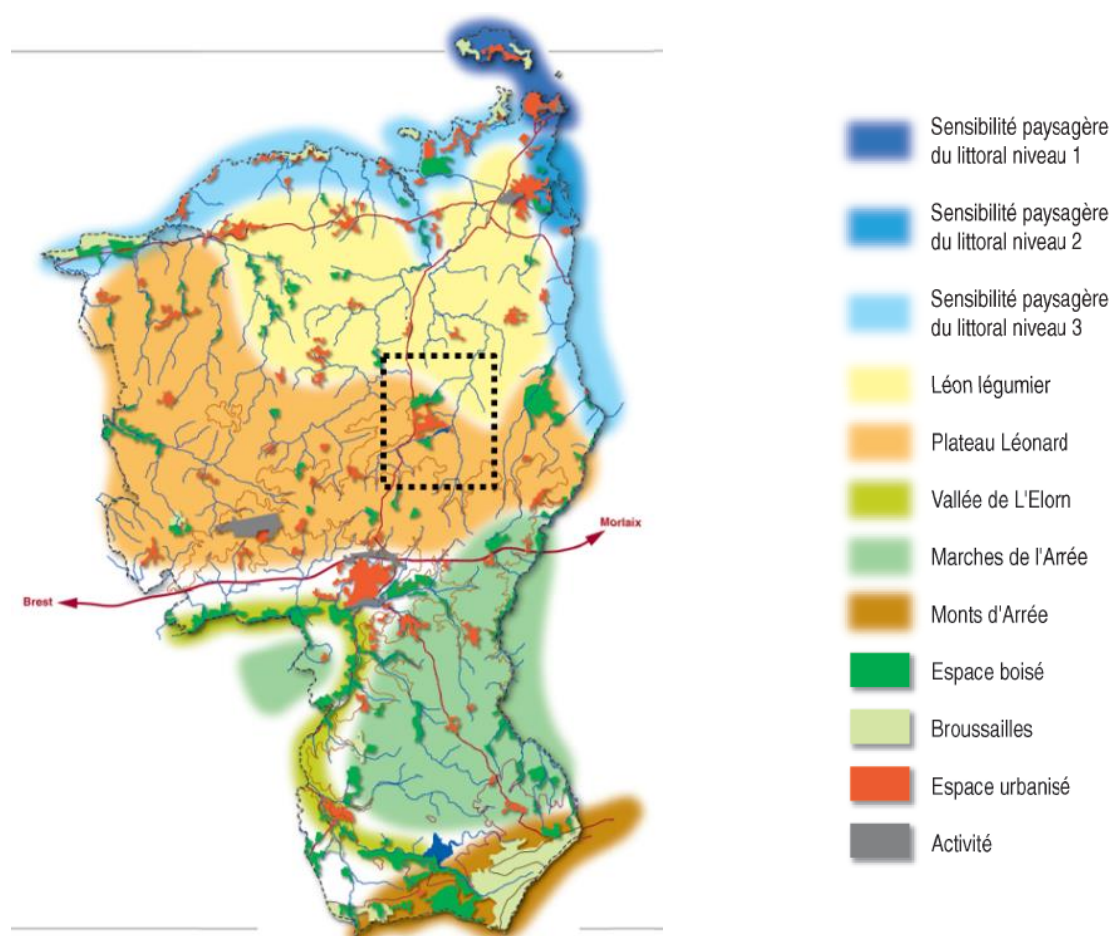 Sensibilité paysagère
du littoral niveau 1
Sensibilité paysagère
du littoral niveau 2
Sensibilité paysagère
du littoral niveau 3
Léon légumier
Plateau Léonard
Vallée de L'Elorn
Marches de l'Arrée
Monts d'Arrée
Espace boisé
Broussailles
Espace urbanisé
Activité
Morlaix
Brest